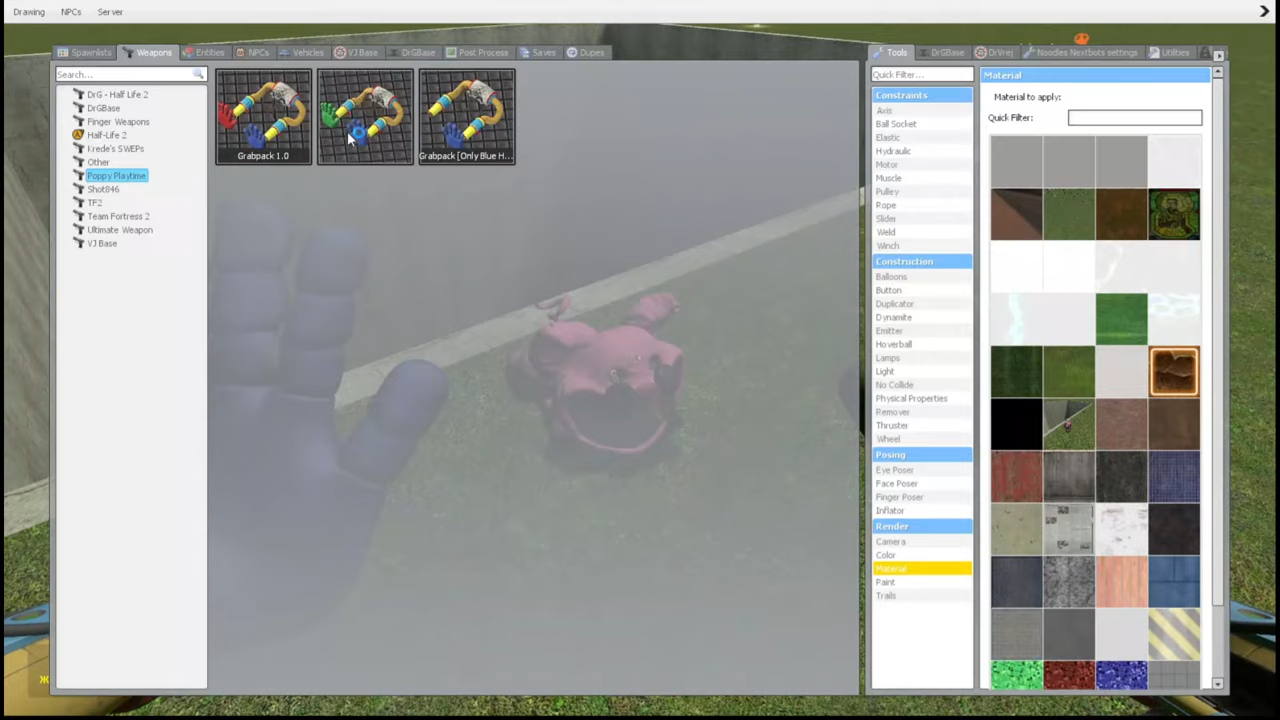 Drawing NPCs Server
Spawnlists Weapons Entities NPCs Vehicles VJ Base DrGBase Post Process Saves Dupes
Tools DrGBase DrVrej Noodles Nextbots settings Utilities
Search...
DrG - Half Life 2
DrGBase
Finger Weapons
Half-Life 2
Krede's SWEPs
Other
Poppy Playtime
Shot846
TF2
Team Fortress 2
Ultimate Weapon
VJ Base
Grabpack 1.0
Grabpack [Only Blue H...
Quick Filter...
Constraints
Axis
Ball Socket
Elastic
Hydraulic
Motor
Muscle
Pulley
Rope
Slider
Weld
Winch
Construction
Balloons
Button
Duplicator
Dynamite
Emitter
Hoverball
Lamps
Light
No Collide
Physical Properties
Remover
Thruster
Wheel
Posing
Eye Poser
Face Poser
Finger Poser
Inflator
Render
Camera
Color
Material
Paint
Trails
Material
Material to apply:
Quick Filter:
Ж